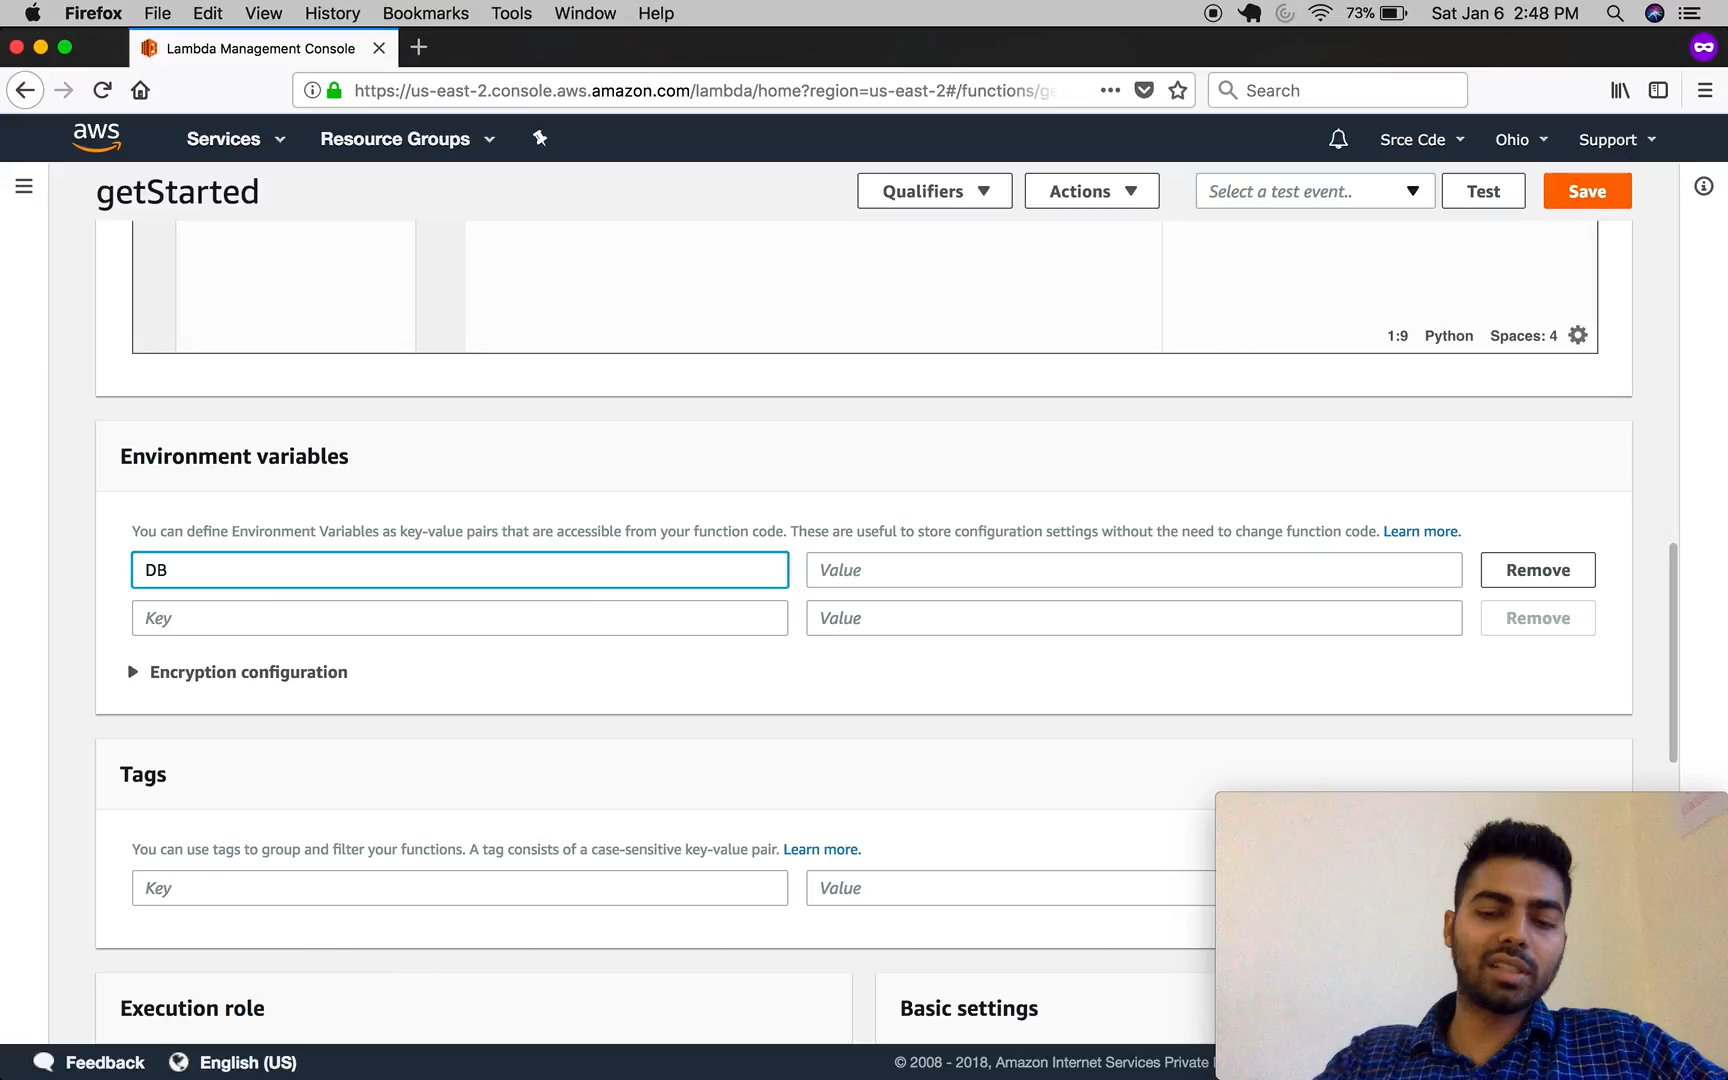 Firefox File Edit View History Bookmarks Tools Window Help 73% Sat Jan 6 2:48 PM
Lambda Management Console
https://us-east-2.console.aws.amazon.com/lambda/home?region=us-east-2#/functions/ge
Search
aws Services Resource Groups Srce Cde Ohio Support
getStarted Qualifiers Actions Select a test event.. Test Save
1:9 Python Spaces: 4
Environment variables
You can define Environment Variables as key-value pairs that are accessible from your function code. These are useful to store configuration settings without the need to change function code. Learn more.
DB Value Remove
Key Value Remove
Encryption configuration
Tags
You can use tags to group and filter your functions. A tag consists of a case-sensitive key-value pair. Learn more.
Key Value
Execution role Basic settings
Feedback English (US) © 2008 - 2018, Amazon Internet Services Private